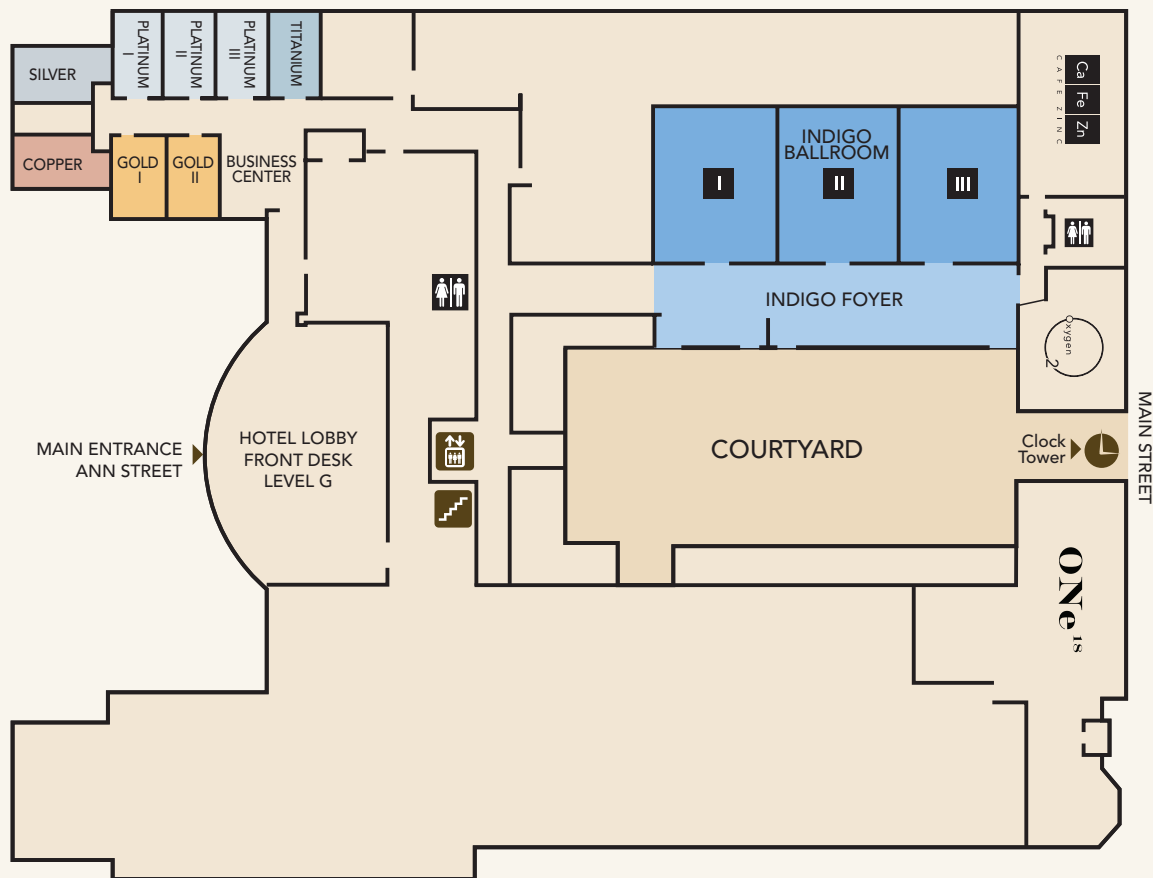 SILVER
PLATINUM
I
PLATINUM
II
PLATINUM
III
TITANIUM
COPPER
GOLD
I
GOLD
II
BUSINESS
CENTER
INDIGO
BALLROOM
I
II
III
INDIGO FOYER
Ca
Fe
Zn
CAFE ZINC
Oxygen
2
MAIN ENTRANCE
ANN STREET
HOTEL LOBBY
FRONT DESK
LEVEL G
COURTYARD
Clock
Tower
MAIN STREET
ONe 18